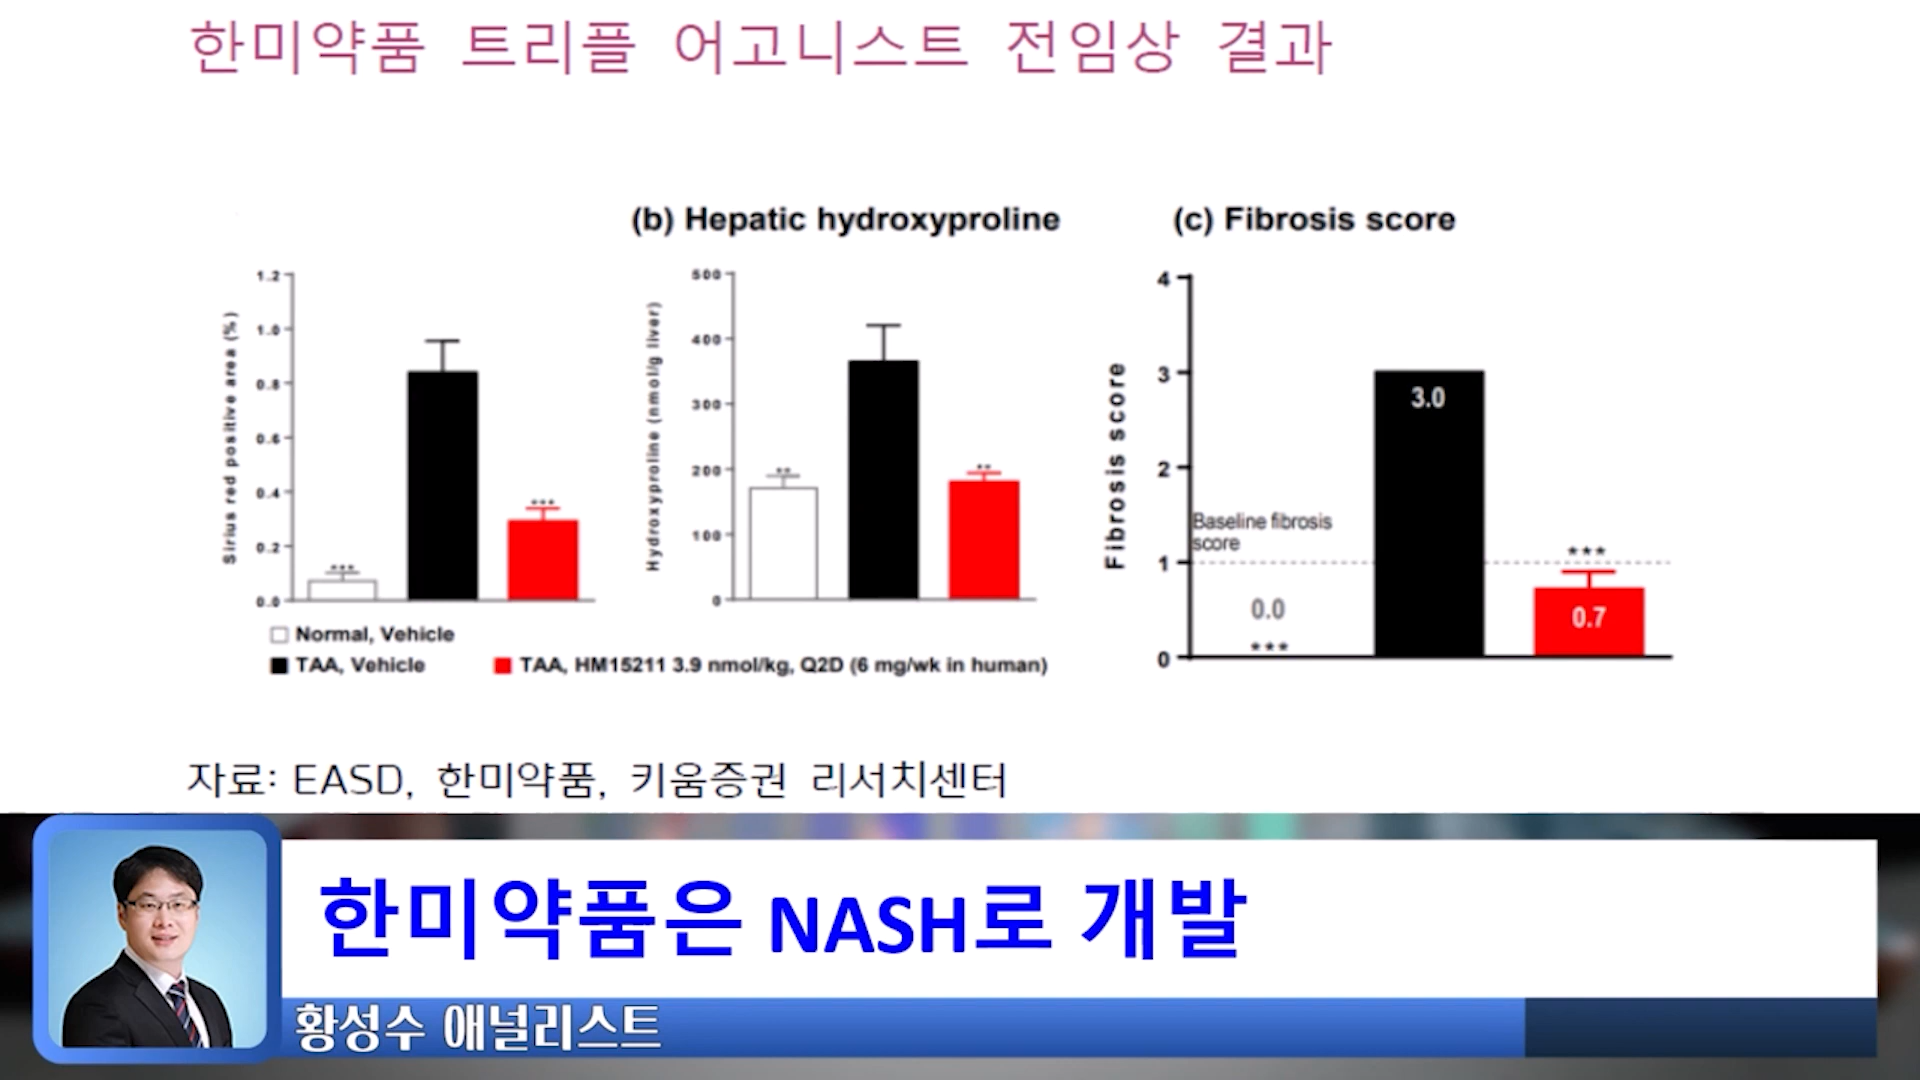 한미약품 트리플 어고니스트 전임상 결과
(b) Hepatic hydroxyproline
(c) Fibrosis score
Sirius red positive area (%)
1.2
1.0
0.8
0.6
0.4
0.2
0.0
***
***
Hydroxyproline (nmol/g liver)
500
400
300
200
100
0
**
**
Fibrosis score
4
3
2
1
0
Baseline fibrosis
score
0.0
***
3.0
***
0.7
Normal, Vehicle
TAA, Vehicle
TAA, HM15211 3.9 nmol/kg, Q2D (6 mg/wk in human)
자료: EASD, 한미약품, 키움증권 리서치센터
한미약품은 NASH로 개발
황성수 애널리스트